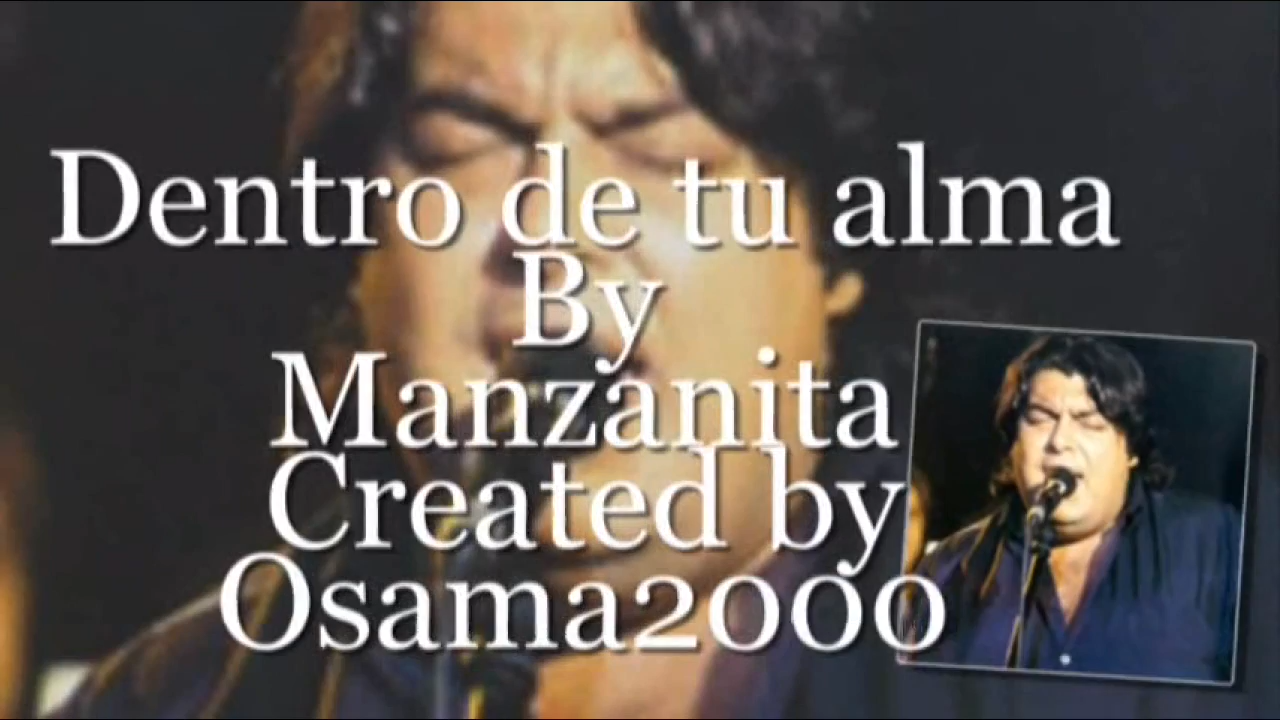 Dentro de tu alma
By
Manzanita
Created by
Osama2000